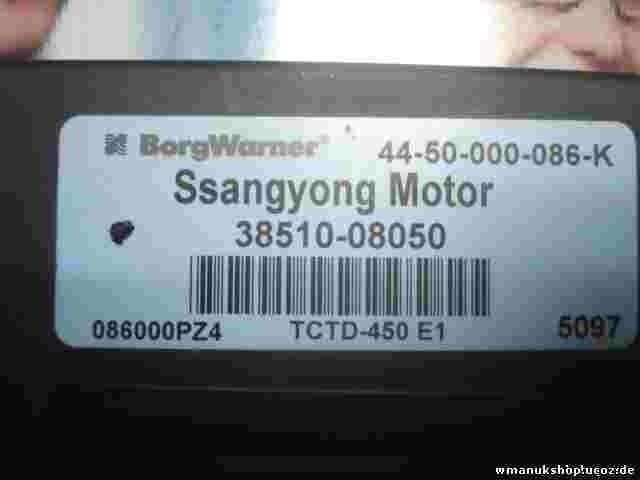 BorgWarner® 44-50-000-086-K
Ssangyong Motor
38510-08050
086000PZ4 TCTD-450 E1 5097
wmanukshop.ucoz.de